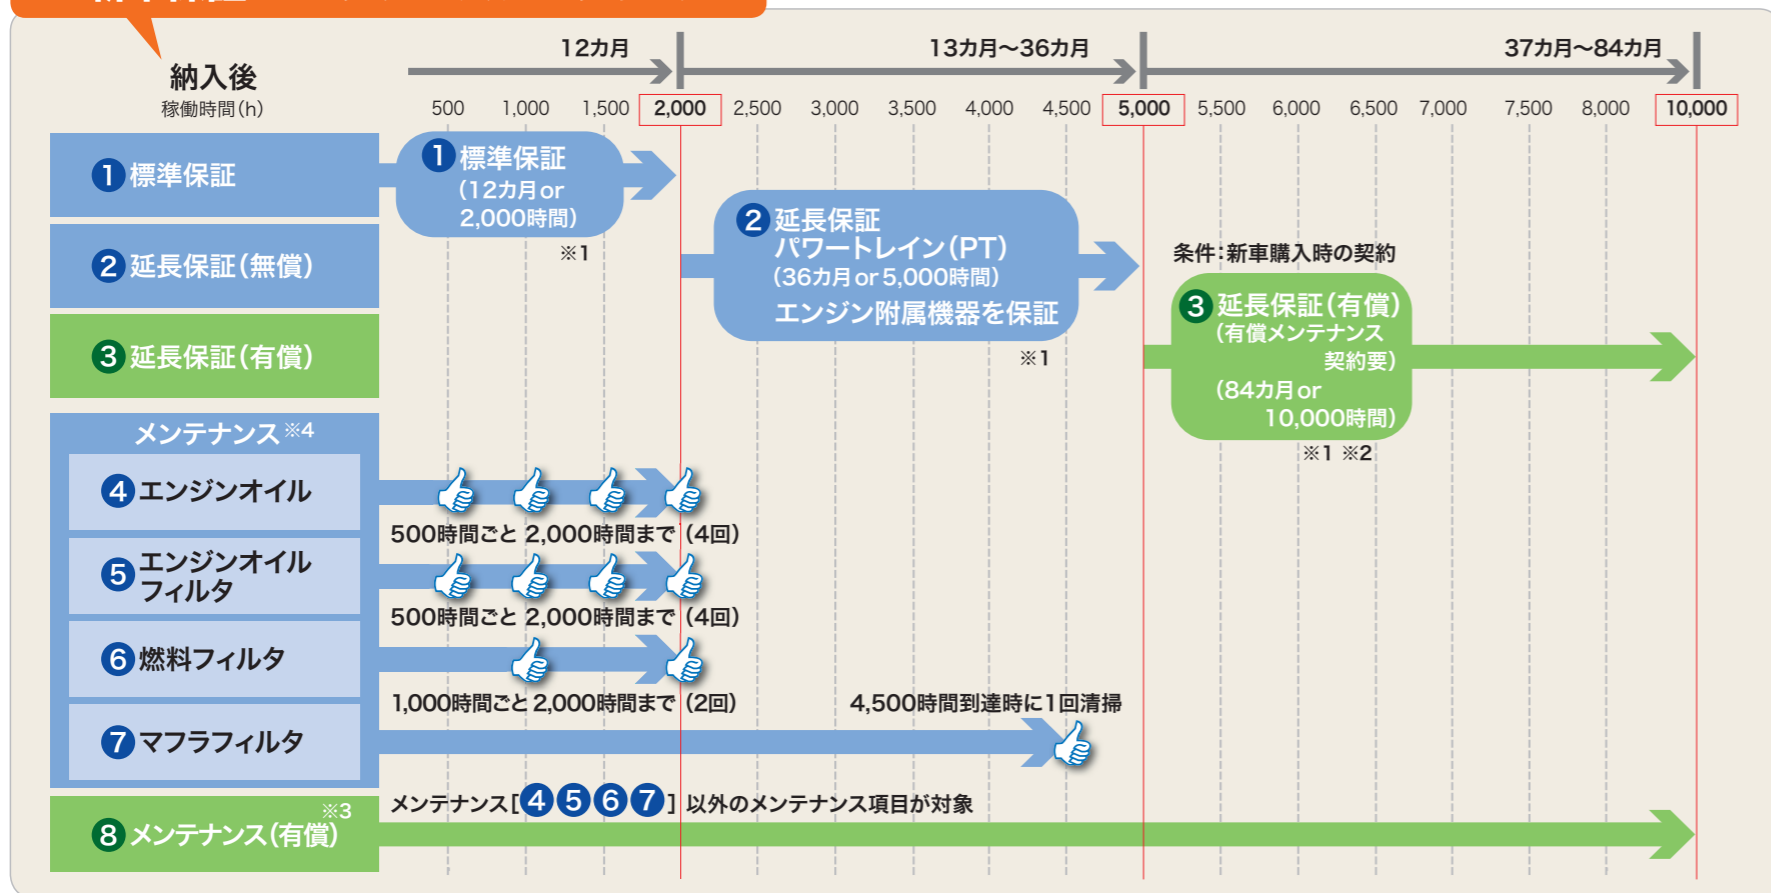 12カ月
13カ月～36カ月
37カ月～84カ月
納入後
稼働時間(h)
500 1,000 1,500 2,000 2,500 3,000 3,500 4,000 4,500 5,000 5,500 6,000 6,500 7,000 7,500 8,000 10,000
❶標準保証
❶標準保証
(12カ月or
2,000時間)
※1
❷延長保証(無償)
❷延長保証
パワートレイン(PT)
(36カ月or5,000時間)
エンジン附属機器を保証
※1
条件:新車購入時の契約
❸延長保証(有償)
❸延長保証(有償)
(有償メンテナンス
契約要)
(84カ月or
10,000時間)
※1 ※2
メンテナンス※4
❹エンジンオイル
500時間ごと 2,000時間まで (4回)
❺エンジンオイル
フィルタ
500時間ごと 2,000時間まで (4回)
❻燃料フィルタ
1,000時間ごと 2,000時間まで (2回)
4,500時間到達時に1回清掃
❼マフラフィルタ
❽メンテナンス(有償)※3
メンテナンス[❹❺❻❼] 以外のメンテナンス項目が対象